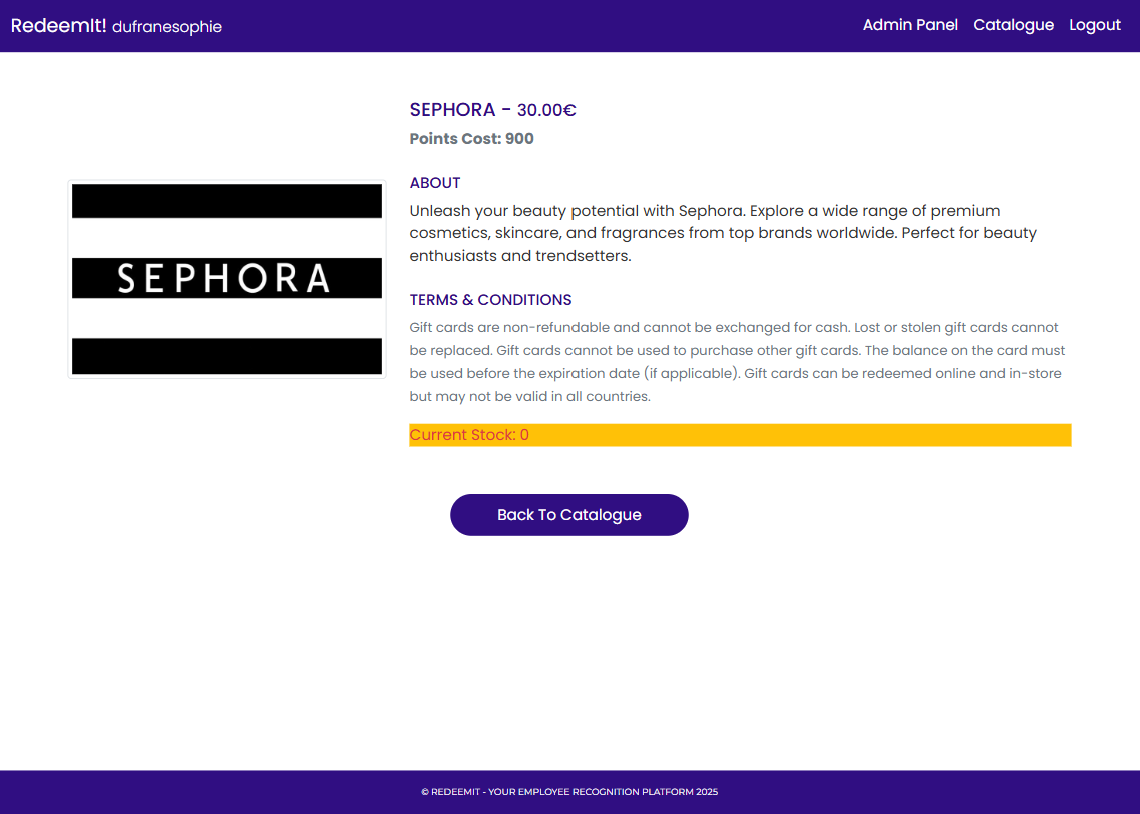 RedeemIt! dufranesophie
Admin Panel Catalogue Logout
SEPHORA - 30.00€
Points Cost: 900
ABOUT
Unleash your beauty potential with Sephora. Explore a wide range of premium
cosmetics, skincare, and fragrances from top brands worldwide. Perfect for beauty
enthusiasts and trendsetters.
SEPHORA
TERMS & CONDITIONS
Gift cards are non-refundable and cannot be exchanged for cash. Lost or stolen gift cards cannot
be replaced. Gift cards cannot be used to purchase other gift cards. The balance on the card must
be used before the expiration date (if applicable). Gift cards can be redeemed online and in-store
but may not be valid in all countries.
Current Stock: 0
Back To Catalogue
© REDEEMIT - YOUR EMPLOYEE RECOGNITION PLATFORM 2025